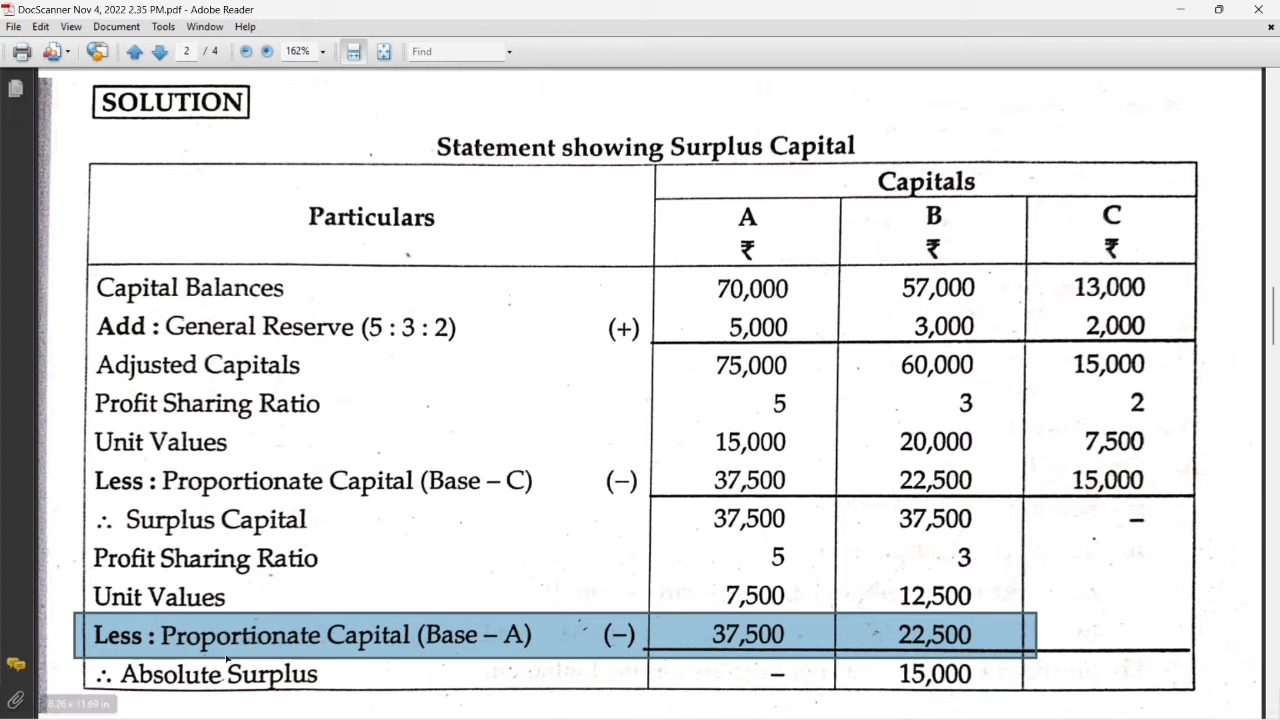 DocScanner Nov 4, 2022 2.35 PM.pdf - Adobe Reader
File Edit View Document Tools Window Help
2 / 4 162% Find
SOLUTION
Statement showing Surplus Capital
Particulars Capitals
A B C
₹ ₹ ₹
Capital Balances 70,000 57,000 13,000
Add : General Reserve (5 : 3 : 2) (+) 5,000 3,000 2,000
Adjusted Capitals 75,000 60,000 15,000
Profit Sharing Ratio 5 3 2
Unit Values 15,000 20,000 7,500
Less : Proportionate Capital (Base – C) (–) 37,500 22,500 15,000
∴ Surplus Capital 37,500 37,500 –
Profit Sharing Ratio 5 3
Unit Values 7,500 12,500
Less : Proportionate Capital (Base – A) (–) 37,500 22,500
∴ Absolute Surplus – 15,000
8.26 x 11.69 in